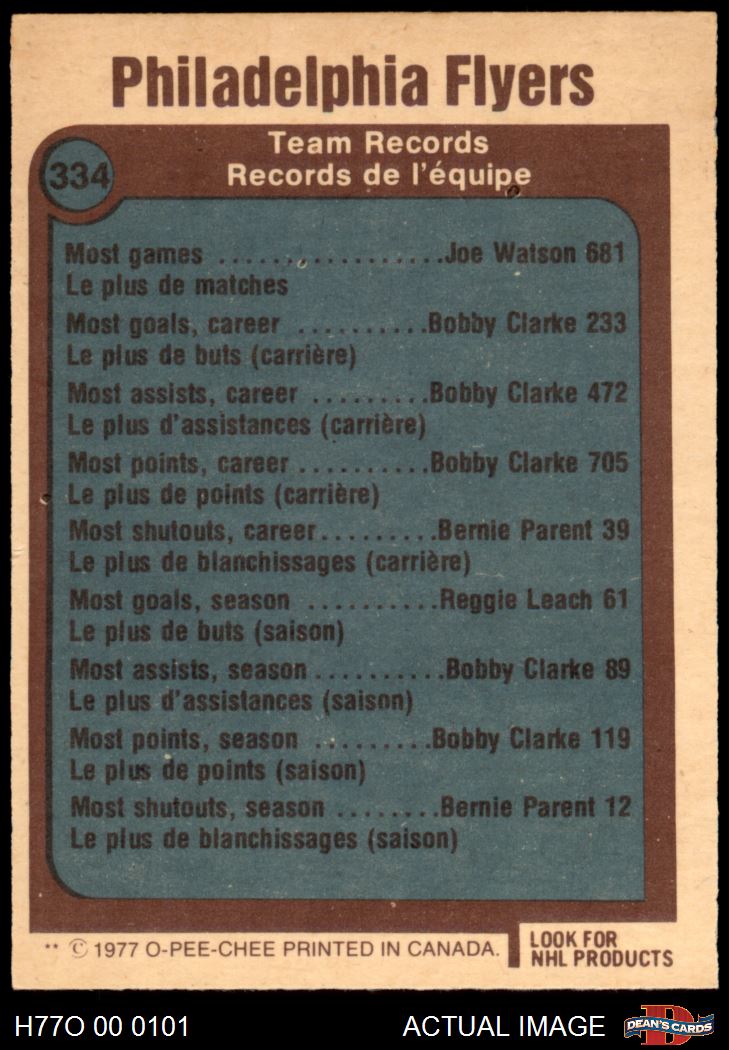 Philadelphia Flyers
334
Team Records
Records de l'équipe
Most games .................Joe Watson 681
Le plus de matches
Most goals, career ..........Bobby Clarke 233
Le plus de buts (carrière)
Most assists, career .........Bobby Clarke 472
Le plus d'assistances (carrière)
Most points, career ..........Bobby Clarke 705
Le plus de points (carrière)
Most shutouts, career.........Bernie Parent 39
Le plus de blanchissages (carrière)
Most goals, season ..........Reggie Leach 61
Le plus de buts (saison)
Most assists, season..........Bobby Clarke 89
Le plus d'assistances (saison)
Most points, season .........Bobby Clarke 119
Le plus de points (saison)
Most shutouts, season ........Bernie Parent 12
Le plus de blanchissages (saison)
** © 1977 O-PEE-CHEE PRINTED IN CANADA.
LOOK FOR
NHL PRODUCTS
H77O 00 0101
ACTUAL IMAGE
D
DEAN'S CARDS